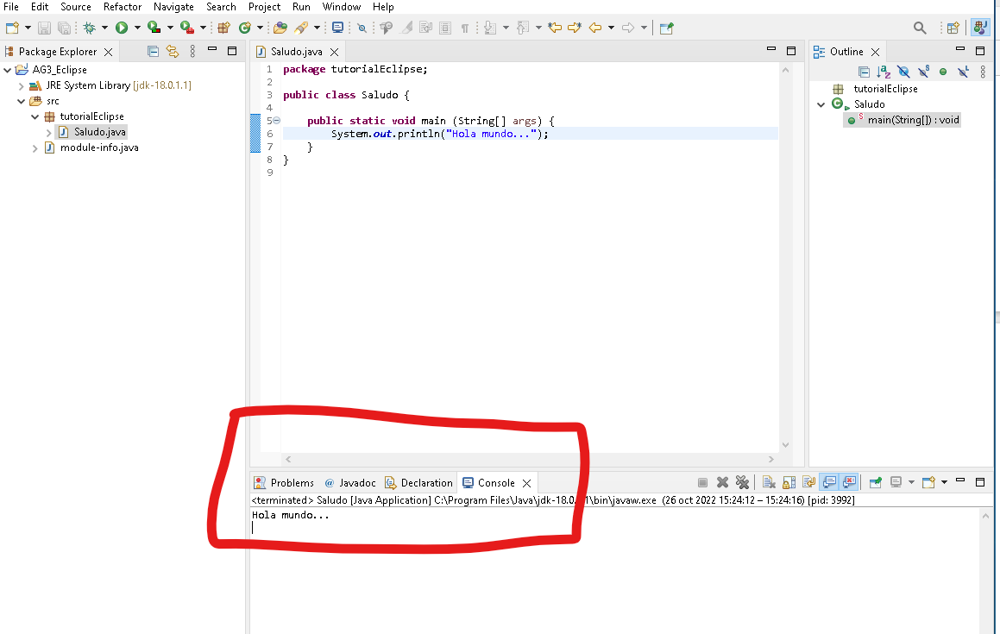 File Edit Source Refactor Navigate Search Project Run Window Help
Package Explorer
AG3_Eclipse
JRE System Library [jdk-18.0.1.1]
src
tutorialEclipse
Saludo.java
module-info.java
Saludo.java
1 package tutorialEclipse;
2
3 public class Saludo {
4
5 public static void main (String[] args) {
6 System.out.println("Hola mundo...");
7 }
8 }
9
Outline
tutorialEclipse
Saludo
main(String[]) : void
Problems Javadoc Declaration Console
<terminated> Saludo [Java Application] C:\Program Files\Java\jdk-18.0.1\bin\javaw.exe (26 oct 2022 15:24:12 – 15:24:16) [pid: 3992]
Hola mundo...